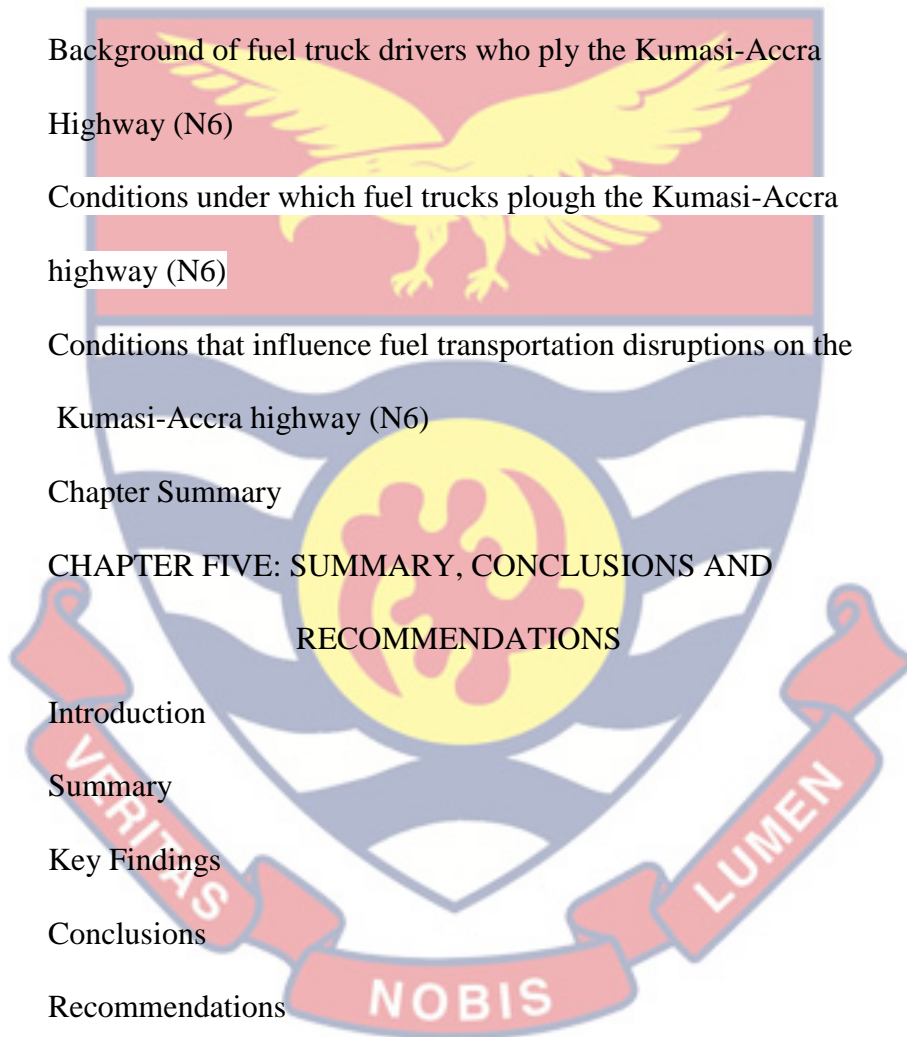 Background of fuel truck drivers who ply the Kumasi-Accra
Highway (N6)
Conditions under which fuel trucks plough the Kumasi-Accra
highway (N6)
Conditions that influence fuel transportation disruptions on the
Kumasi-Accra highway (N6)
Chapter Summary
CHAPTER FIVE: SUMMARY, CONCLUSIONS AND
RECOMMENDATIONS
Introduction
Summary
Key Findings
Conclusions
Recommendations
VERITAS
NOBIS
LUMEN